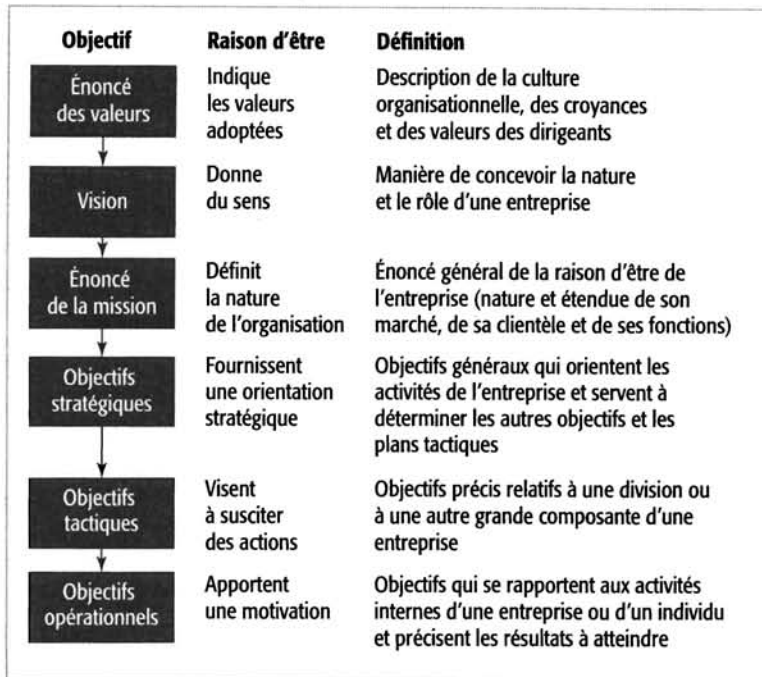 Objectif Raison d'être Définition
Énoncé
des valeurs
Indique
les valeurs
adoptées
Description de la culture
organisationnelle, des croyances
et des valeurs des dirigeants
Vision
Donne
du sens
Manière de concevoir la nature
et le rôle d'une entreprise
Énoncé
de la mission
Définit
la nature
de l'organisation
Énoncé général de la raison d'être de
l'entreprise (nature et étendue de son
marché, de sa clientèle et de ses fonctions)
Objectifs
stratégiques
Fournissent
une orientation
stratégique
Objectifs généraux qui orientent les
activités de l'entreprise et servent à
déterminer les autres objectifs et les
plans tactiques
Objectifs
tactiques
Visent
à susciter
des actions
Objectifs précis relatifs à une division ou
à une autre grande composante d'une
entreprise
Objectifs
opérationnels
Apportent
une motivation
Objectifs qui se rapportent aux activités
internes d'une entreprise ou d'un individu
et précisent les résultats à atteindre